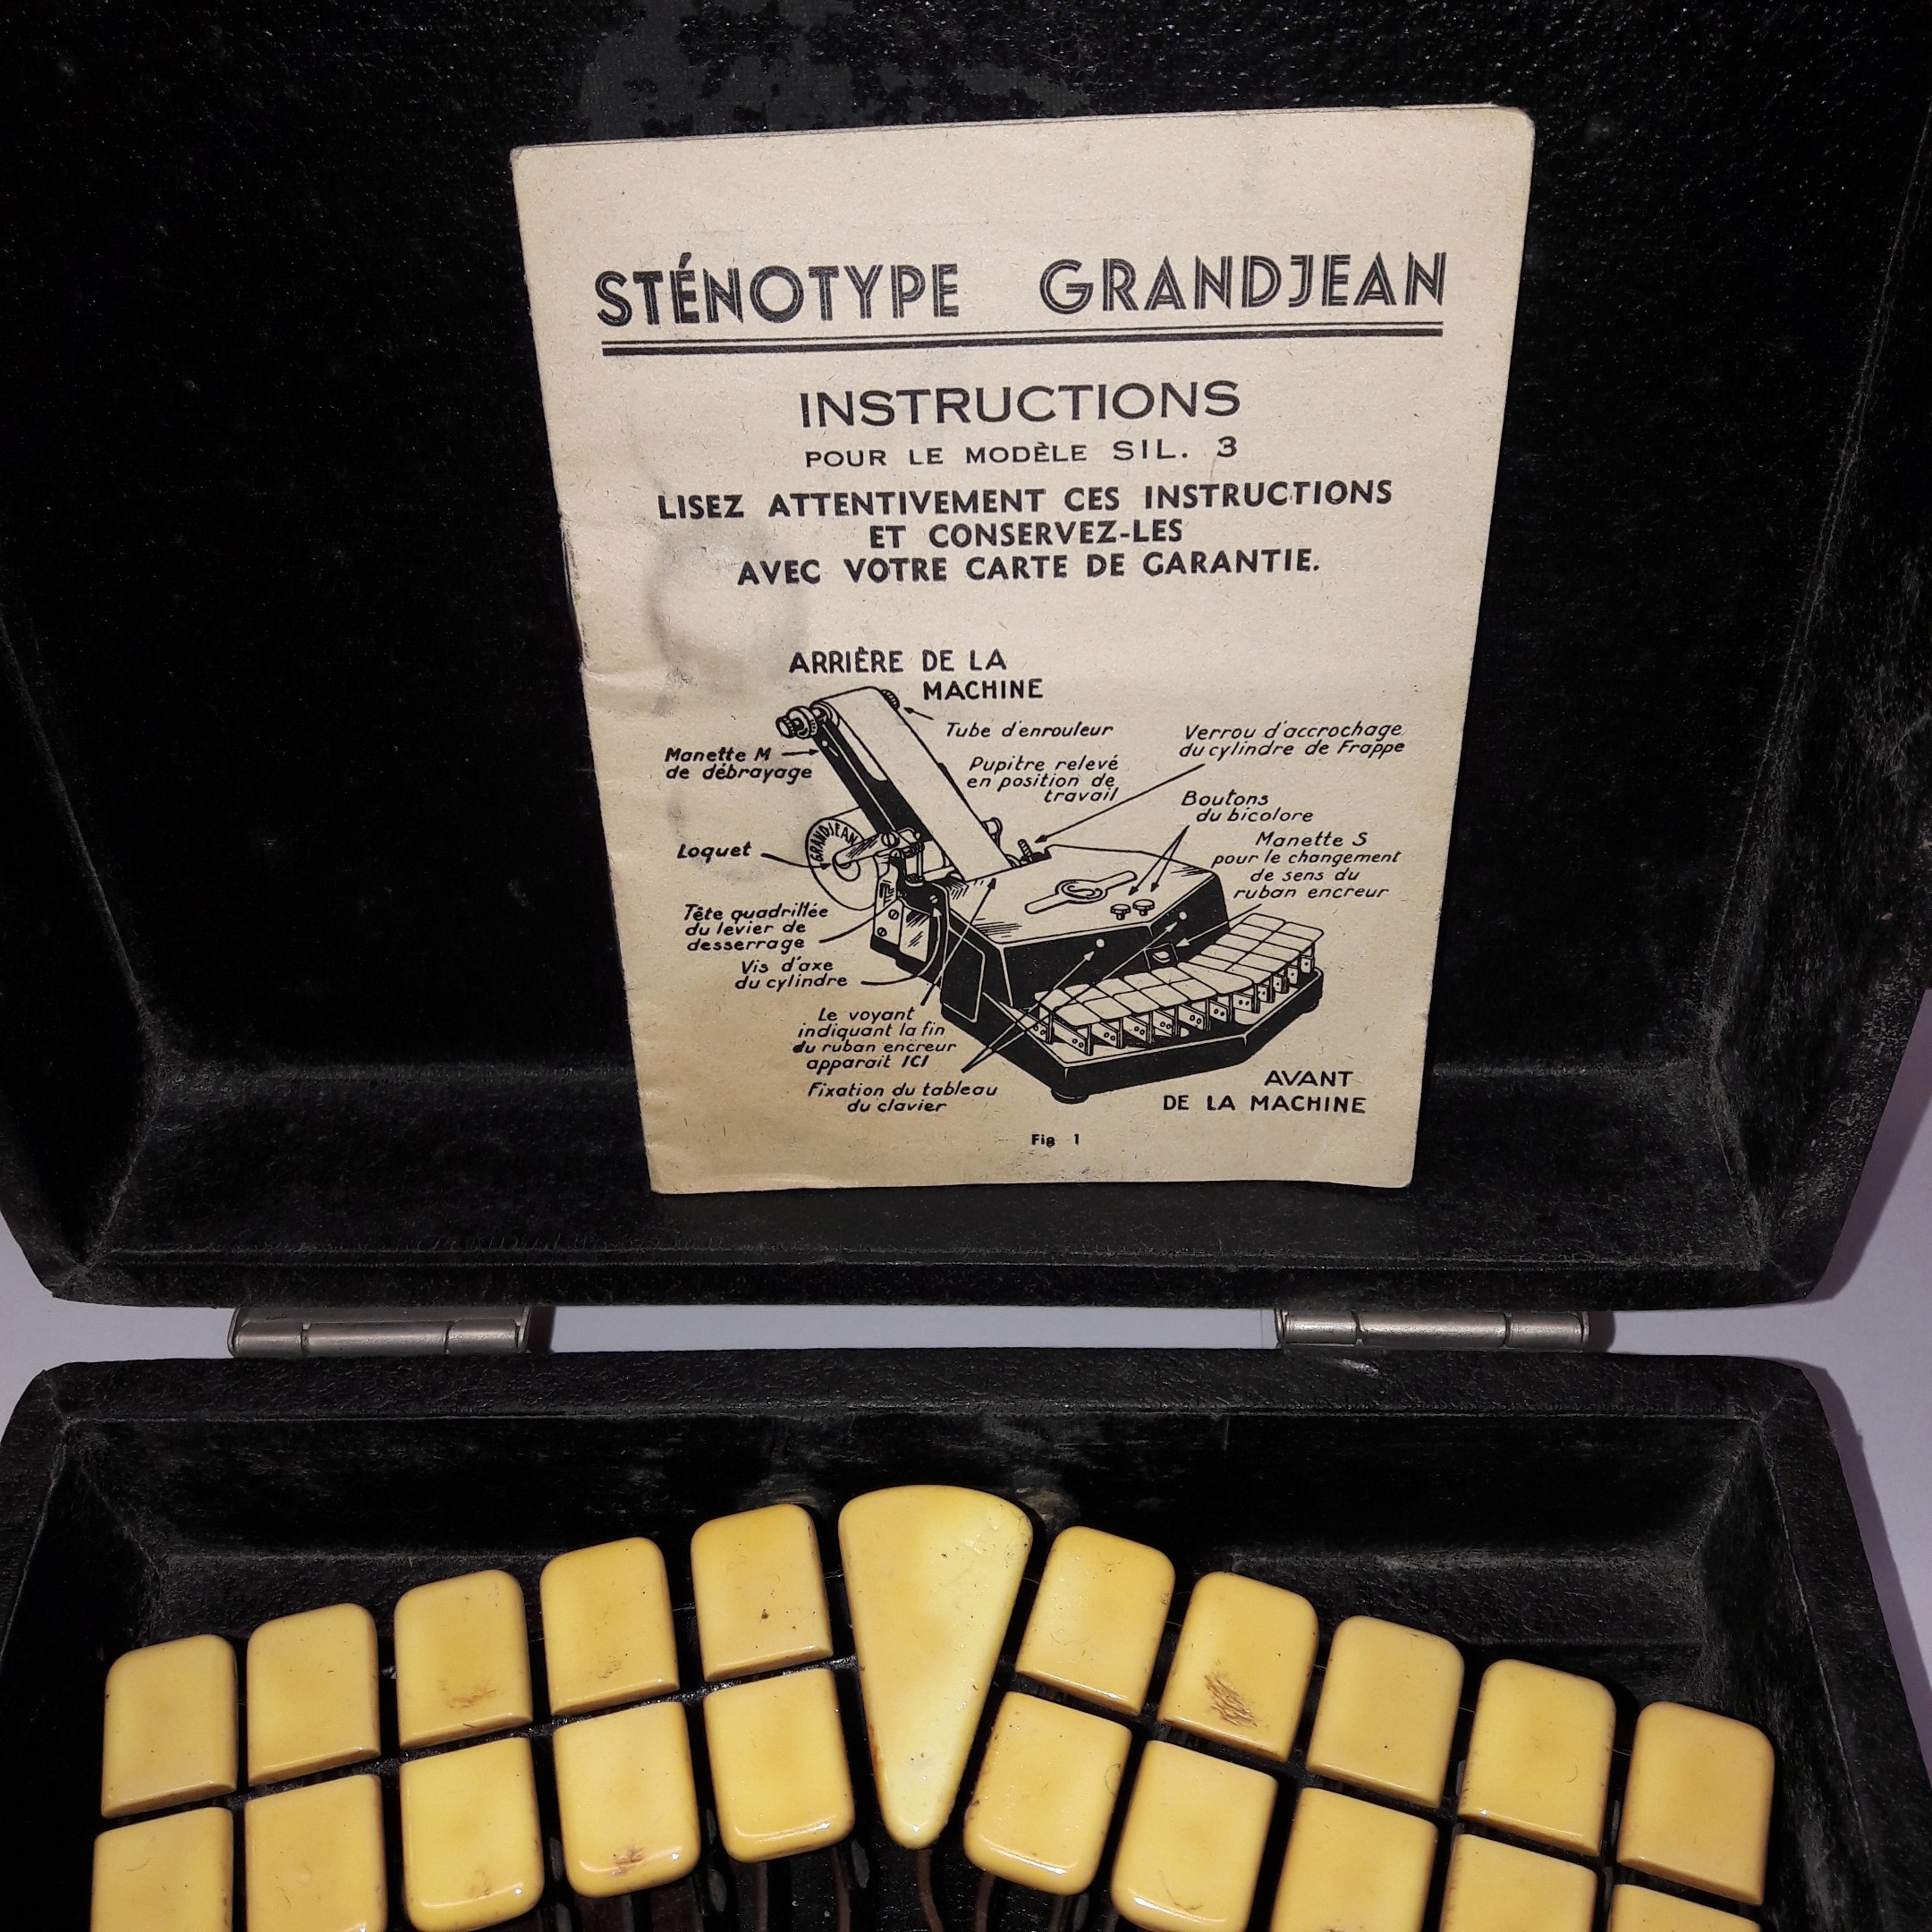 STÉNOTYPE GRANDJEAN
INSTRUCTIONS
POUR LE MODÈLE SIL. 3
LISEZ ATTENTIVEMENT CES INSTRUCTIONS
ET CONSERVEZ-LES
AVEC VOTRE CARTE DE GARANTIE.
ARRIÈRE DE LA
MACHINE
Tube d'enrouleur
Verrou d'accrochage
du cylindre de Frappe
Manette M
de débrayage
Pupitre relevé
en position de
travail
Boutons
du bicolore
GRANDJEAN
Loquet
Manette S
pour le changement
de sens du
ruban encreur
Tête quadrillée
du levier de
desserrage
Vis d'axe
du cylindre
Le voyant
indiquant la fin
du ruban encreur
apparait ICI
Fixation du tableau
du clavier
AVANT
DE LA MACHINE
Fig 1